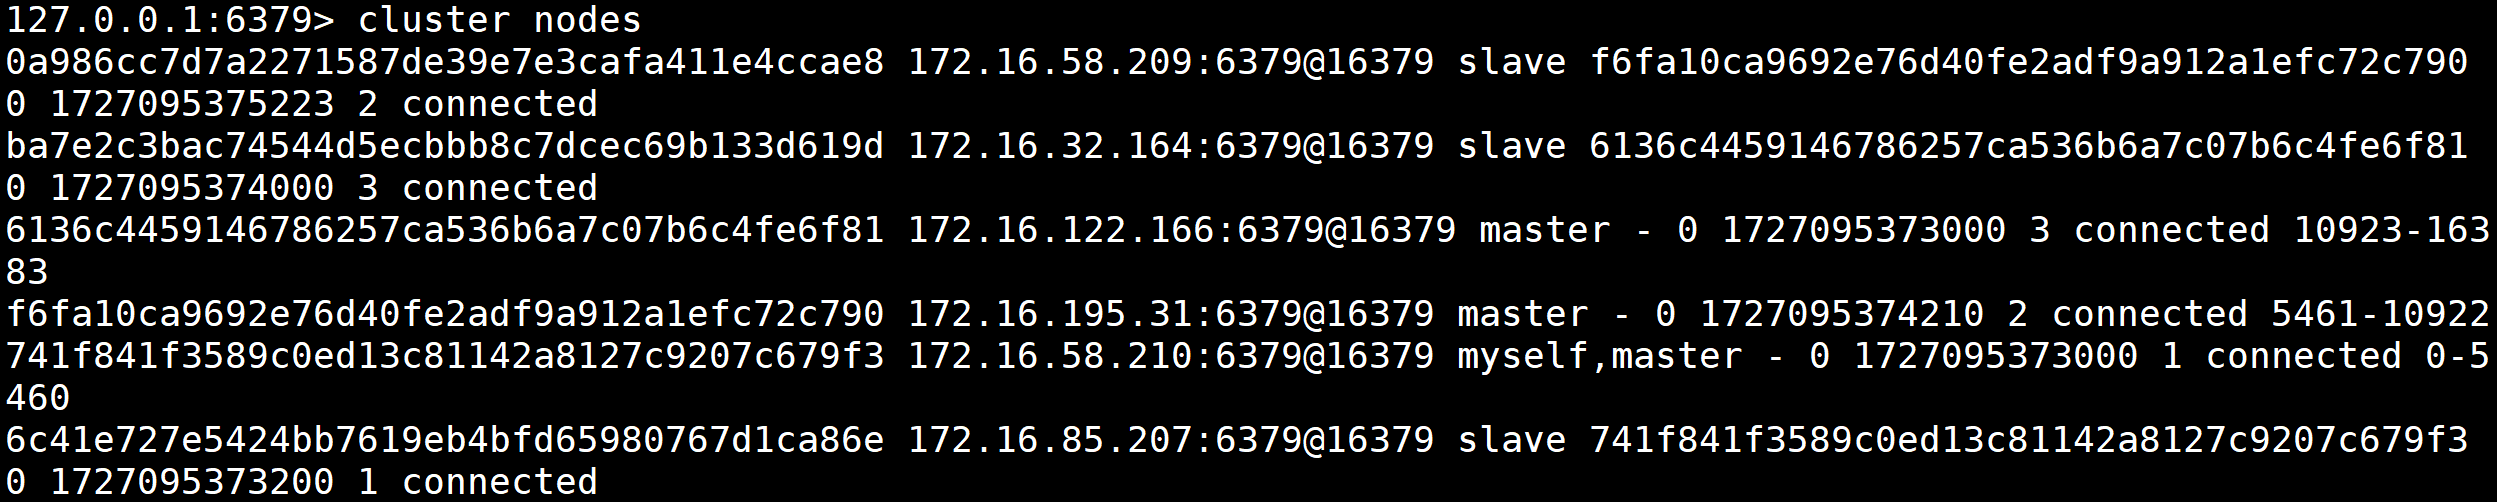 127.0.0.1:6379> cluster nodes
0a986cc7d7a2271587de39e7e3cafa411e4ccae8 172.16.58.209:6379@16379 slave f6fa10ca9692e76d40fe2adf9a912a1efc72c790
0 1727095375223 2 connected
ba7e2c3bac74544d5ecbbb8c7dcec69b133d619d 172.16.32.164:6379@16379 slave 6136c4459146786257ca536b6a7c07b6c4fe6f81
0 1727095374000 3 connected
6136c4459146786257ca536b6a7c07b6c4fe6f81 172.16.122.166:6379@16379 master - 0 1727095373000 3 connected 10923-163
83
f6fa10ca9692e76d40fe2adf9a912a1efc72c790 172.16.195.31:6379@16379 master - 0 1727095374210 2 connected 5461-10922
741f841f3589c0ed13c81142a8127c9207c679f3 172.16.58.210:6379@16379 myself,master - 0 1727095373000 1 connected 0-5
460
6c41e727e5424bb7619eb4bfd65980767d1ca86e 172.16.85.207:6379@16379 slave 741f841f3589c0ed13c81142a8127c9207c679f3
0 1727095373200 1 connected